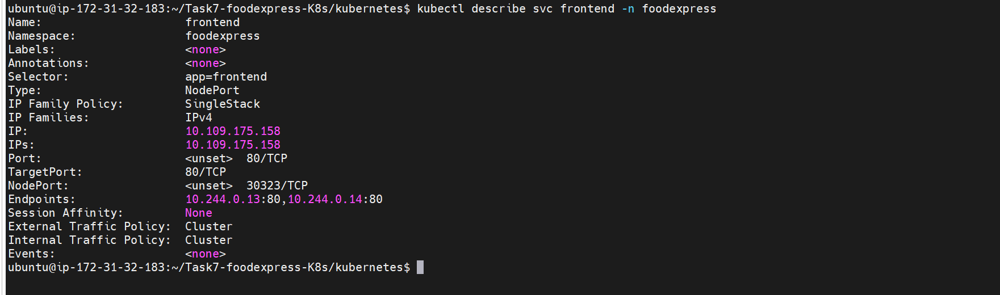 ubuntu@ip-172-31-32-183:~/Task7-foodexpress-K8s/kubernetes$ kubectl describe svc frontend -n foodexpress
Name:                     frontend
Namespace:                foodexpress
Labels:                   <none>
Annotations:              <none>
Selector:                 app=frontend
Type:                     NodePort
IP Family Policy:         SingleStack
IP Families:              IPv4
IP:                       10.109.175.158
IPs:                      10.109.175.158
Port:                     <unset>  80/TCP
TargetPort:               80/TCP
NodePort:                 <unset>  30323/TCP
Endpoints:                10.244.0.13:80,10.244.0.14:80
Session Affinity:         None
External Traffic Policy:  Cluster
Internal Traffic Policy:  Cluster
Events:                   <none>
ubuntu@ip-172-31-32-183:~/Task7-foodexpress-K8s/kubernetes$